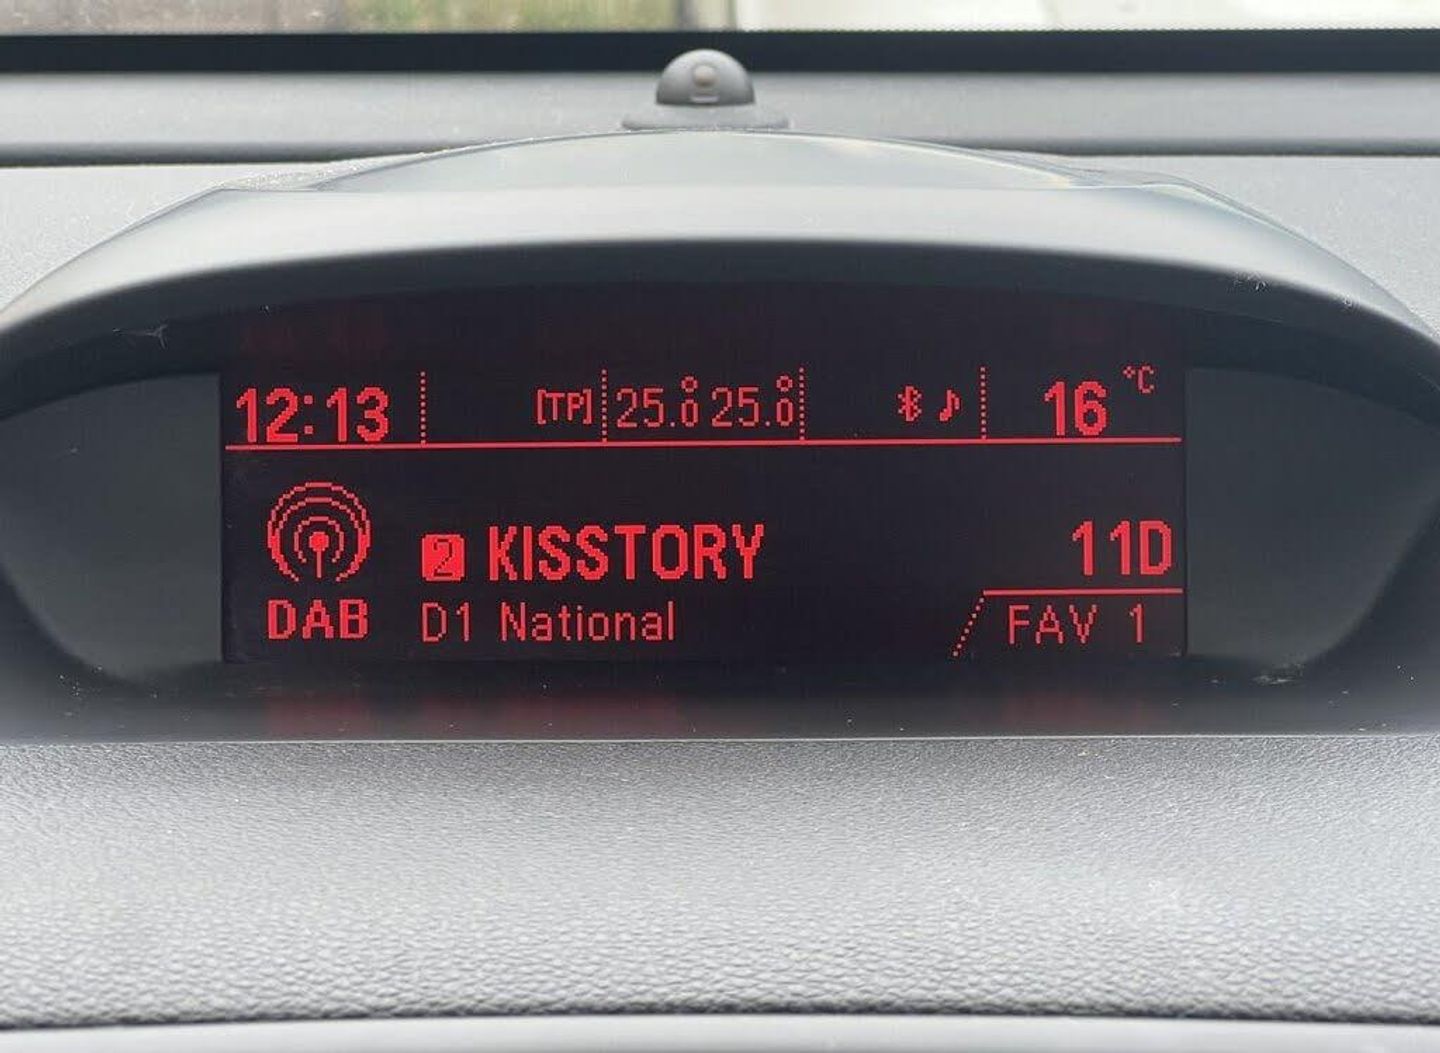 12:13 [TP] 25.0° 25.0° 16 °C
2 KISSTORY 11D
DAB D1 National FAV 1